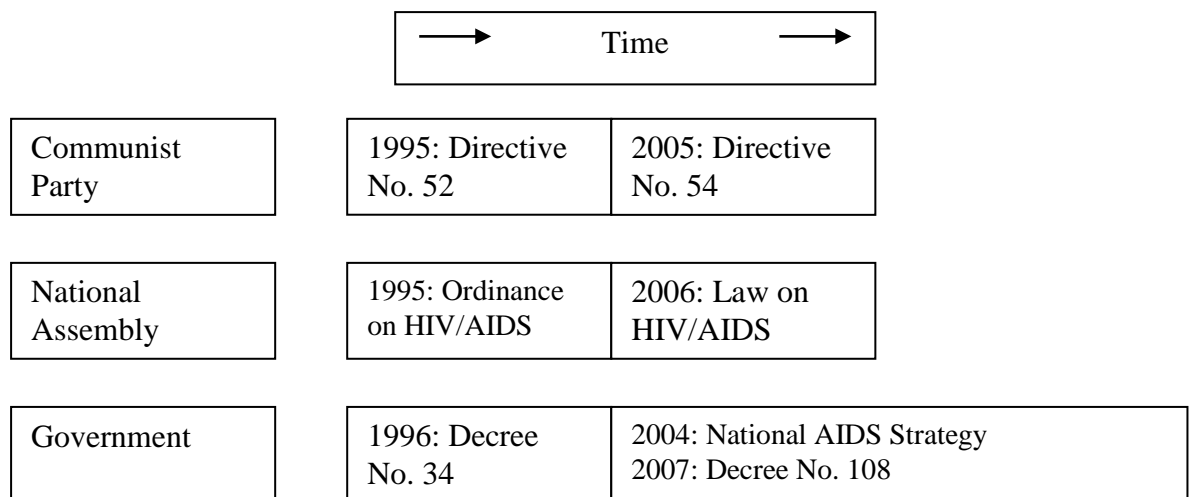 Time
Communist
Party
1995: Directive
No. 52
2005: Directive
No. 54
National
Assembly
1995: Ordinance
on HIV/AIDS
2006: Law on
HIV/AIDS
Government
1996: Decree
No. 34
2004: National AIDS Strategy
2007: Decree No. 108